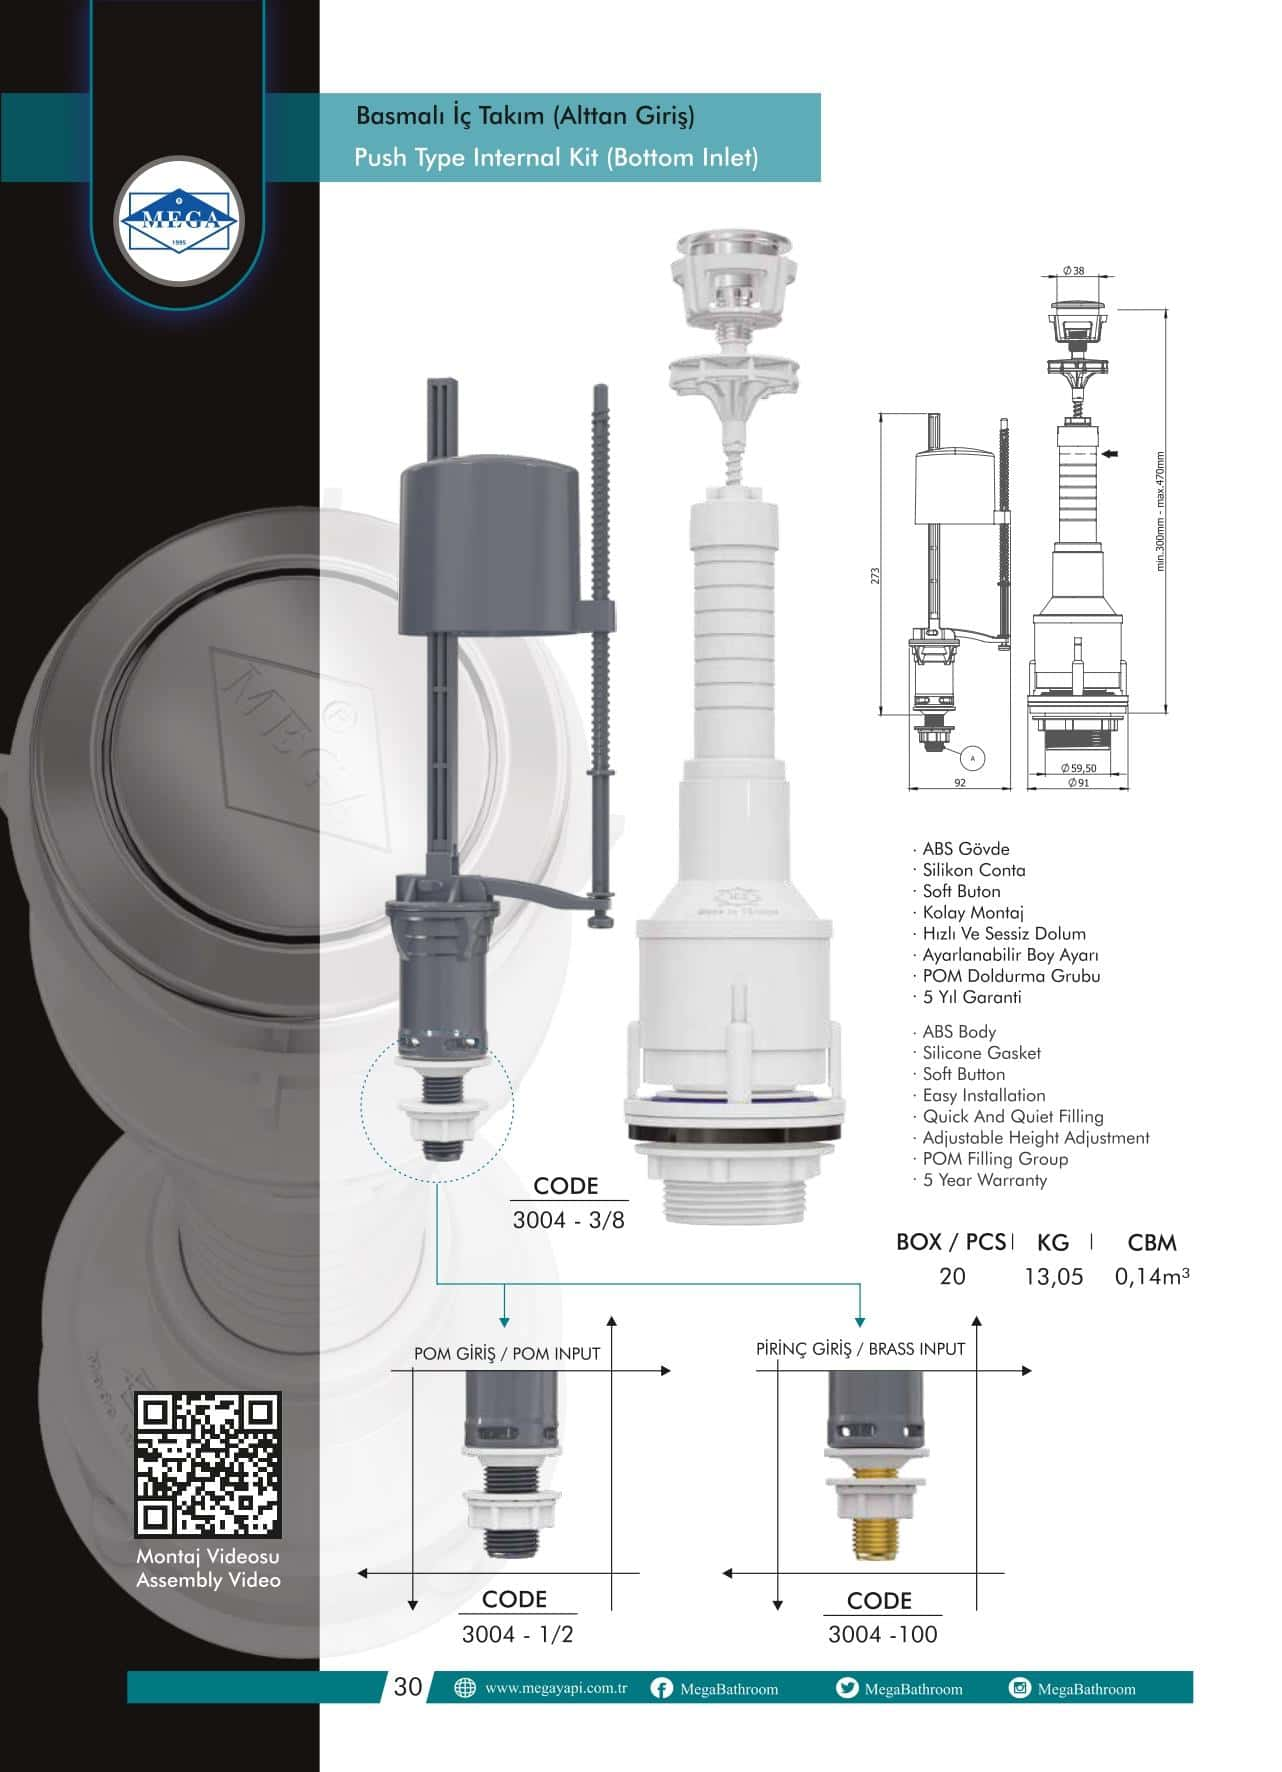 Basmalı İç Takım (Alttan Giriş)
Push Type Internal Kit (Bottom Inlet)
MEGA
1995
Ø38
273
min.300mm - max.470mm
A
92
Ø59,50
Ø91
MEGA
· ABS Gövde
· Silikon Conta
· Soft Buton
· Kolay Montaj
· Hızlı Ve Sessiz Dolum
· Ayarlanabilir Boy Ayarı
· POM Doldurma Grubu
· 5 Yıl Garanti
· ABS Body
· Silicone Gasket
· Soft Button
· Easy Installation
· Quick And Quiet Filling
· Adjustable Height Adjustment
· POM Filling Group
· 5 Year Warranty
CODE
3004 - 3/8
BOX / PCS | KG | CBM
20 13,05 0,14m³
POM GİRİŞ / POM INPUT
PİRİNÇ GİRİŞ / BRASS INPUT
Montaj Videosu
Assembly Video
CODE
3004 - 1/2
CODE
3004 -100
30
www.megayapi.com.tr
MegaBathroom
MegaBathroom
MegaBathroom